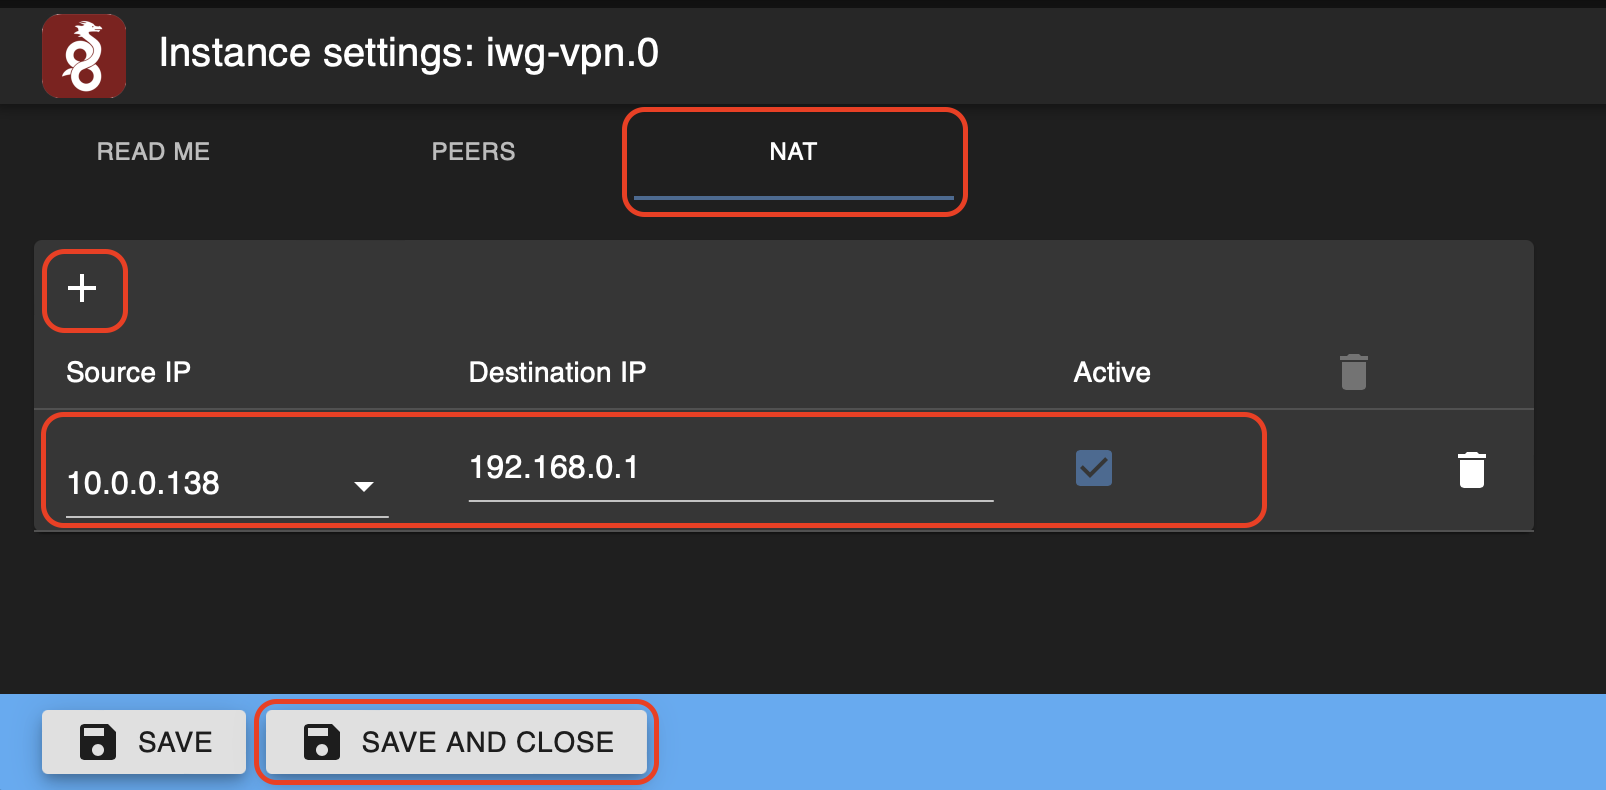 Instance settings: iwg-vpn.0
READ ME PEERS NAT
Source IP Destination IP Active
10.0.0.138 192.168.0.1
SAVE SAVE AND CLOSE